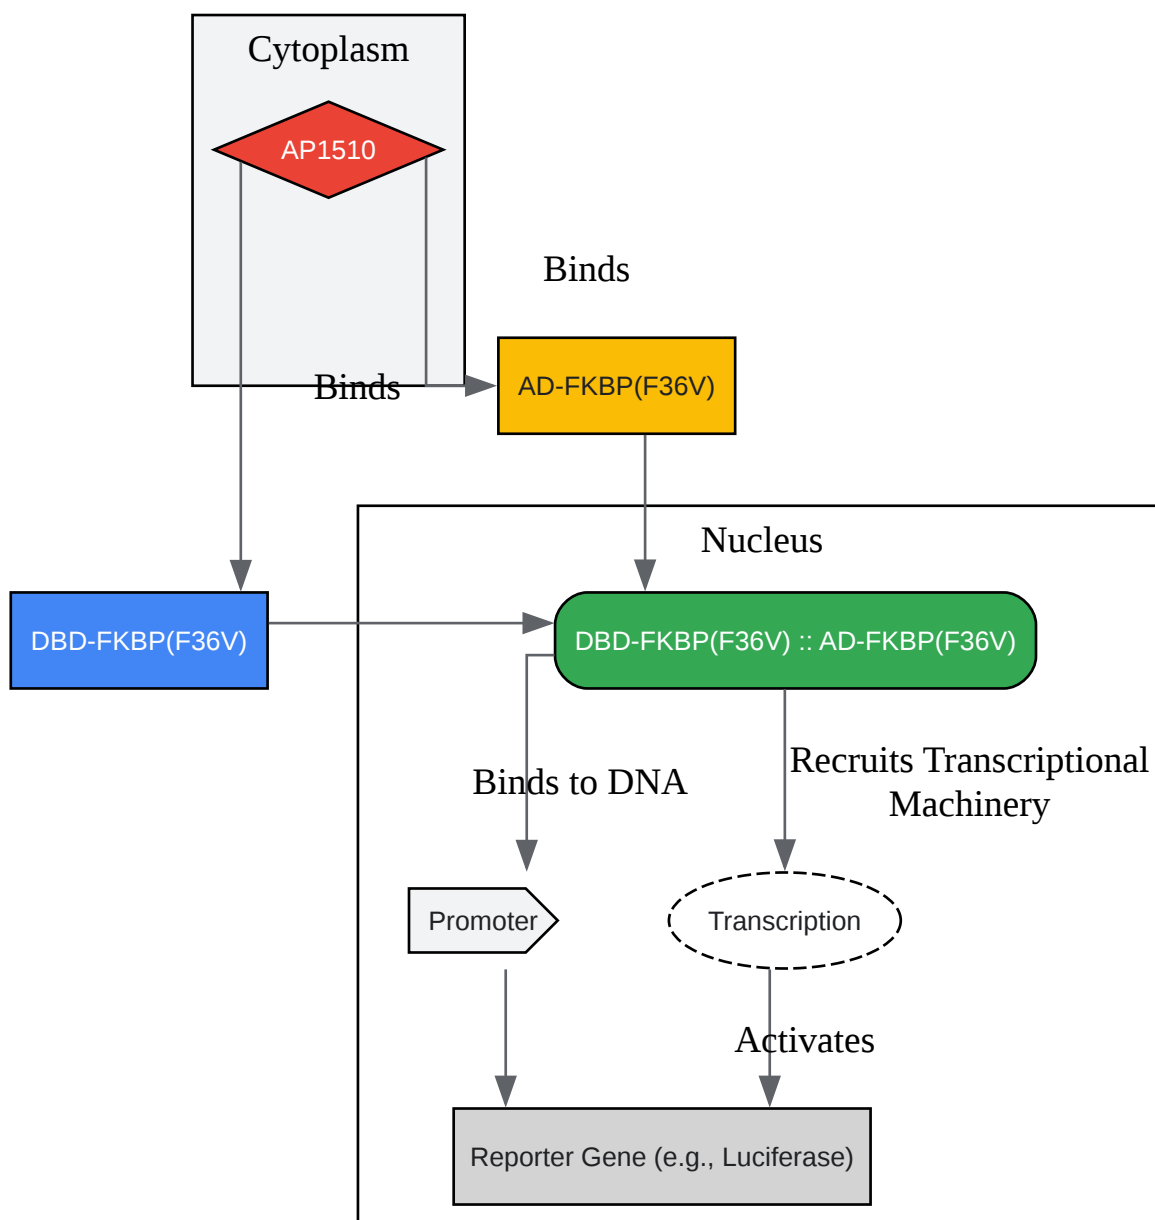 Cytoplasm
AP1510
Binds
Binds
AD-FKBP(F36V)
Nucleus
DBD-FKBP(F36V)
DBD-FKBP(F36V) :: AD-FKBP(F36V)
Binds to DNA
Recruits Transcriptional
Machinery
Promoter
Transcription
Activates
Reporter Gene (e.g., Luciferase)